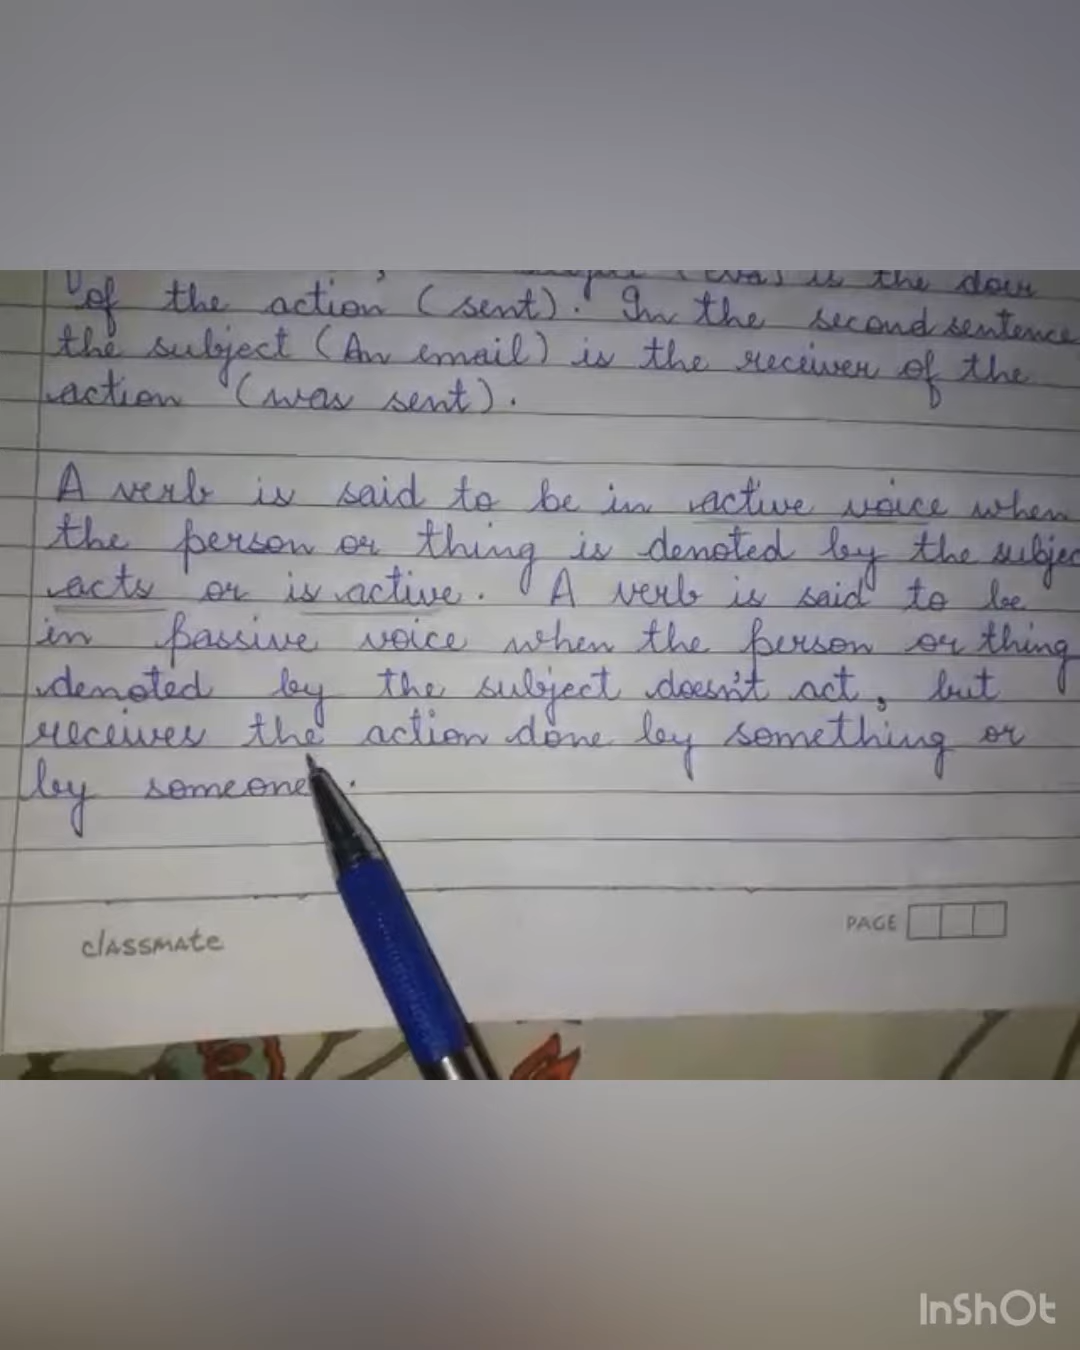 is the doer
of the action (sent). In the second sentence
the subject (An email) is the receiver of the
action (was sent).
A verb is said to be in active voice when
the person or thing is denoted by the subjec
acts or is active. A verb is said to be
in passive voice when the person or thing
denoted by the subject doesn't act, but
receives the action done by something or
by someone.
classmate
PAGE
InShOt